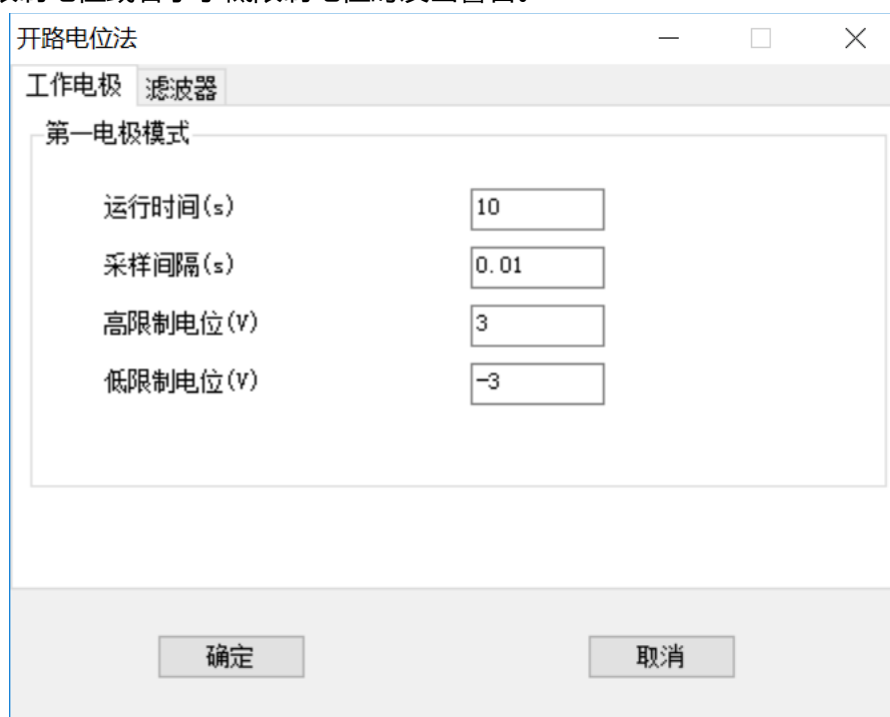 开路电位法
工作电极 滤波器
第一电极模式
运行时间(s) 10
采样间隔(s) 0.01
高限制电位(V) 3
低限制电位(V) -3
确定 取消